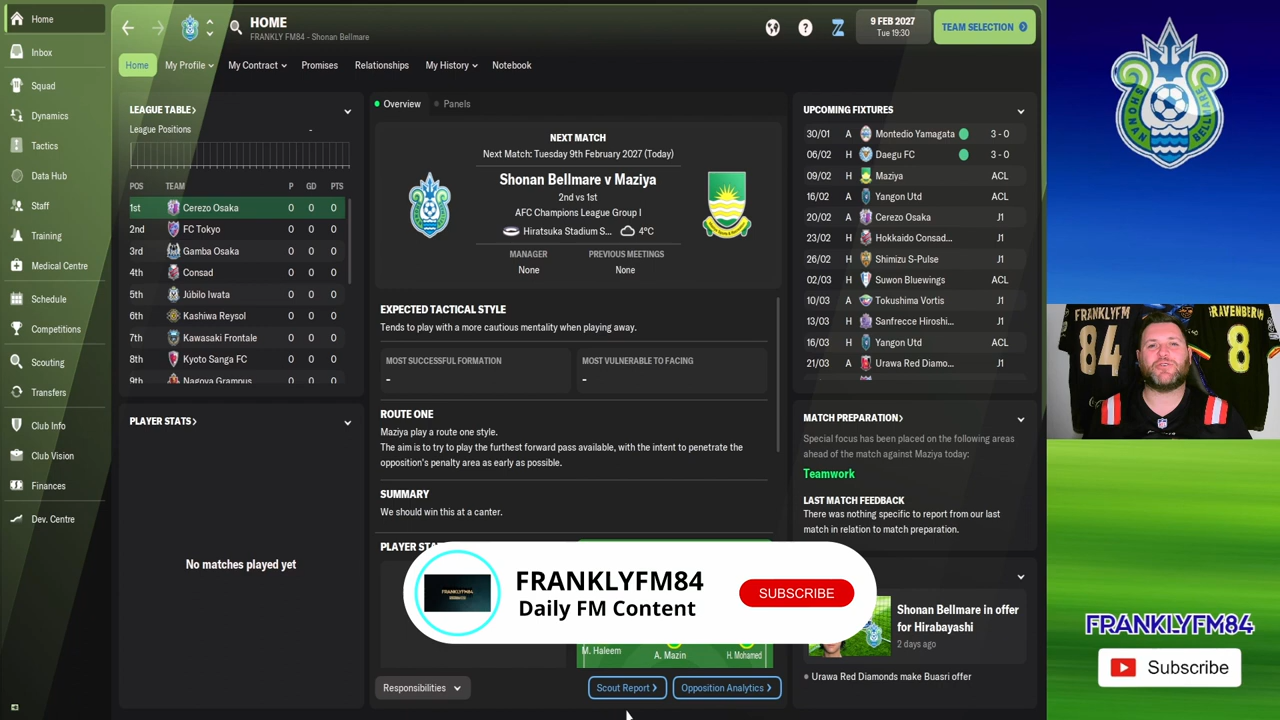 Home
Inbox
Squad
Dynamics
Tactics
Data Hub
Staff
Training
Medical Centre
Schedule
Competitions
Scouting
Transfers
Club Info
Club Vision
Finances
Dev. Centre
HOME
FRANKLY FM84 - Shonan Bellmare
?
Z
9 FEB 2027
Tue 19:30
TEAM SELECTION
Home
My Profile
My Contract
Promises
Relationships
My History
Notebook
LEAGUE TABLE>
League Positions -
POS TEAM P GD PTS
1st Cerezo Osaka 0 0 0
2nd FC Tokyo 0 0 0
3rd Gamba Osaka 0 0 0
4th Consad 0 0 0
5th Júbilo Iwata 0 0 0
6th Kashiwa Reysol 0 0 0
7th Kawasaki Frontale 0 0 0
8th Kyoto Sanga FC 0 0 0
9th Nagoya Grampus 0 0 0
PLAYER STATS>
No matches played yet
Overview
Panels
NEXT MATCH
Next Match: Tuesday 9th February 2027 (Today)
Shonan Bellmare v Maziya
2nd vs 1st
AFC Champions League Group I
Hiratsuka Stadium S... 4°C
MANAGER PREVIOUS MEETINGS
None None
EXPECTED TACTICAL STYLE
Tends to play with a more cautious mentality when playing away.
MOST SUCCESSFUL FORMATION MOST VULNERABLE TO FACING
- -
ROUTE ONE
Maziya play a route one style.
The aim is to try to play the furthest forward pass available, with the intent to penetrate the
opposition's penalty area as early as possible.
SUMMARY
We should win this at a canter.
PLAYER STA
FRANKLYFM84
Daily FM Content
SUBSCRIBE
M. Haleem
A. Mazin
H. Mohamed
Responsibilities
Scout Report >
Opposition Analytics >
UPCOMING FIXTURES
30/01 A Montedio Yamagata 3 - 0
06/02 H Daegu FC 3 - 0
09/02 H Maziya ACL
16/02 A Yangon Utd ACL
20/02 A Cerezo Osaka J1
23/02 H Hokkaido Consad... J1
26/02 H Shimizu S-Pulse J1
02/03 H Suwon Bluewings ACL
10/03 A Tokushima Vortis J1
13/03 H Sanfrecce Hiroshi... J1
16/03 H Yangon Utd ACL
21/03 A Urawa Red Diamo... J1
MATCH PREPARATION>
Special focus has been placed on the following areas
ahead of the match against Maziya today:
Teamwork
LAST MATCH FEEDBACK
There was nothing specific to report from our last
match in relation to match preparation.
Shonan Bellmare in offer
for Hirabayashi
2 days ago
Urawa Red Diamonds make Buasri offer
SHONAN BELLMARE
FRANKLYFM
84
RAVENBERCH
8
FRANKLYFM84
Subscribe